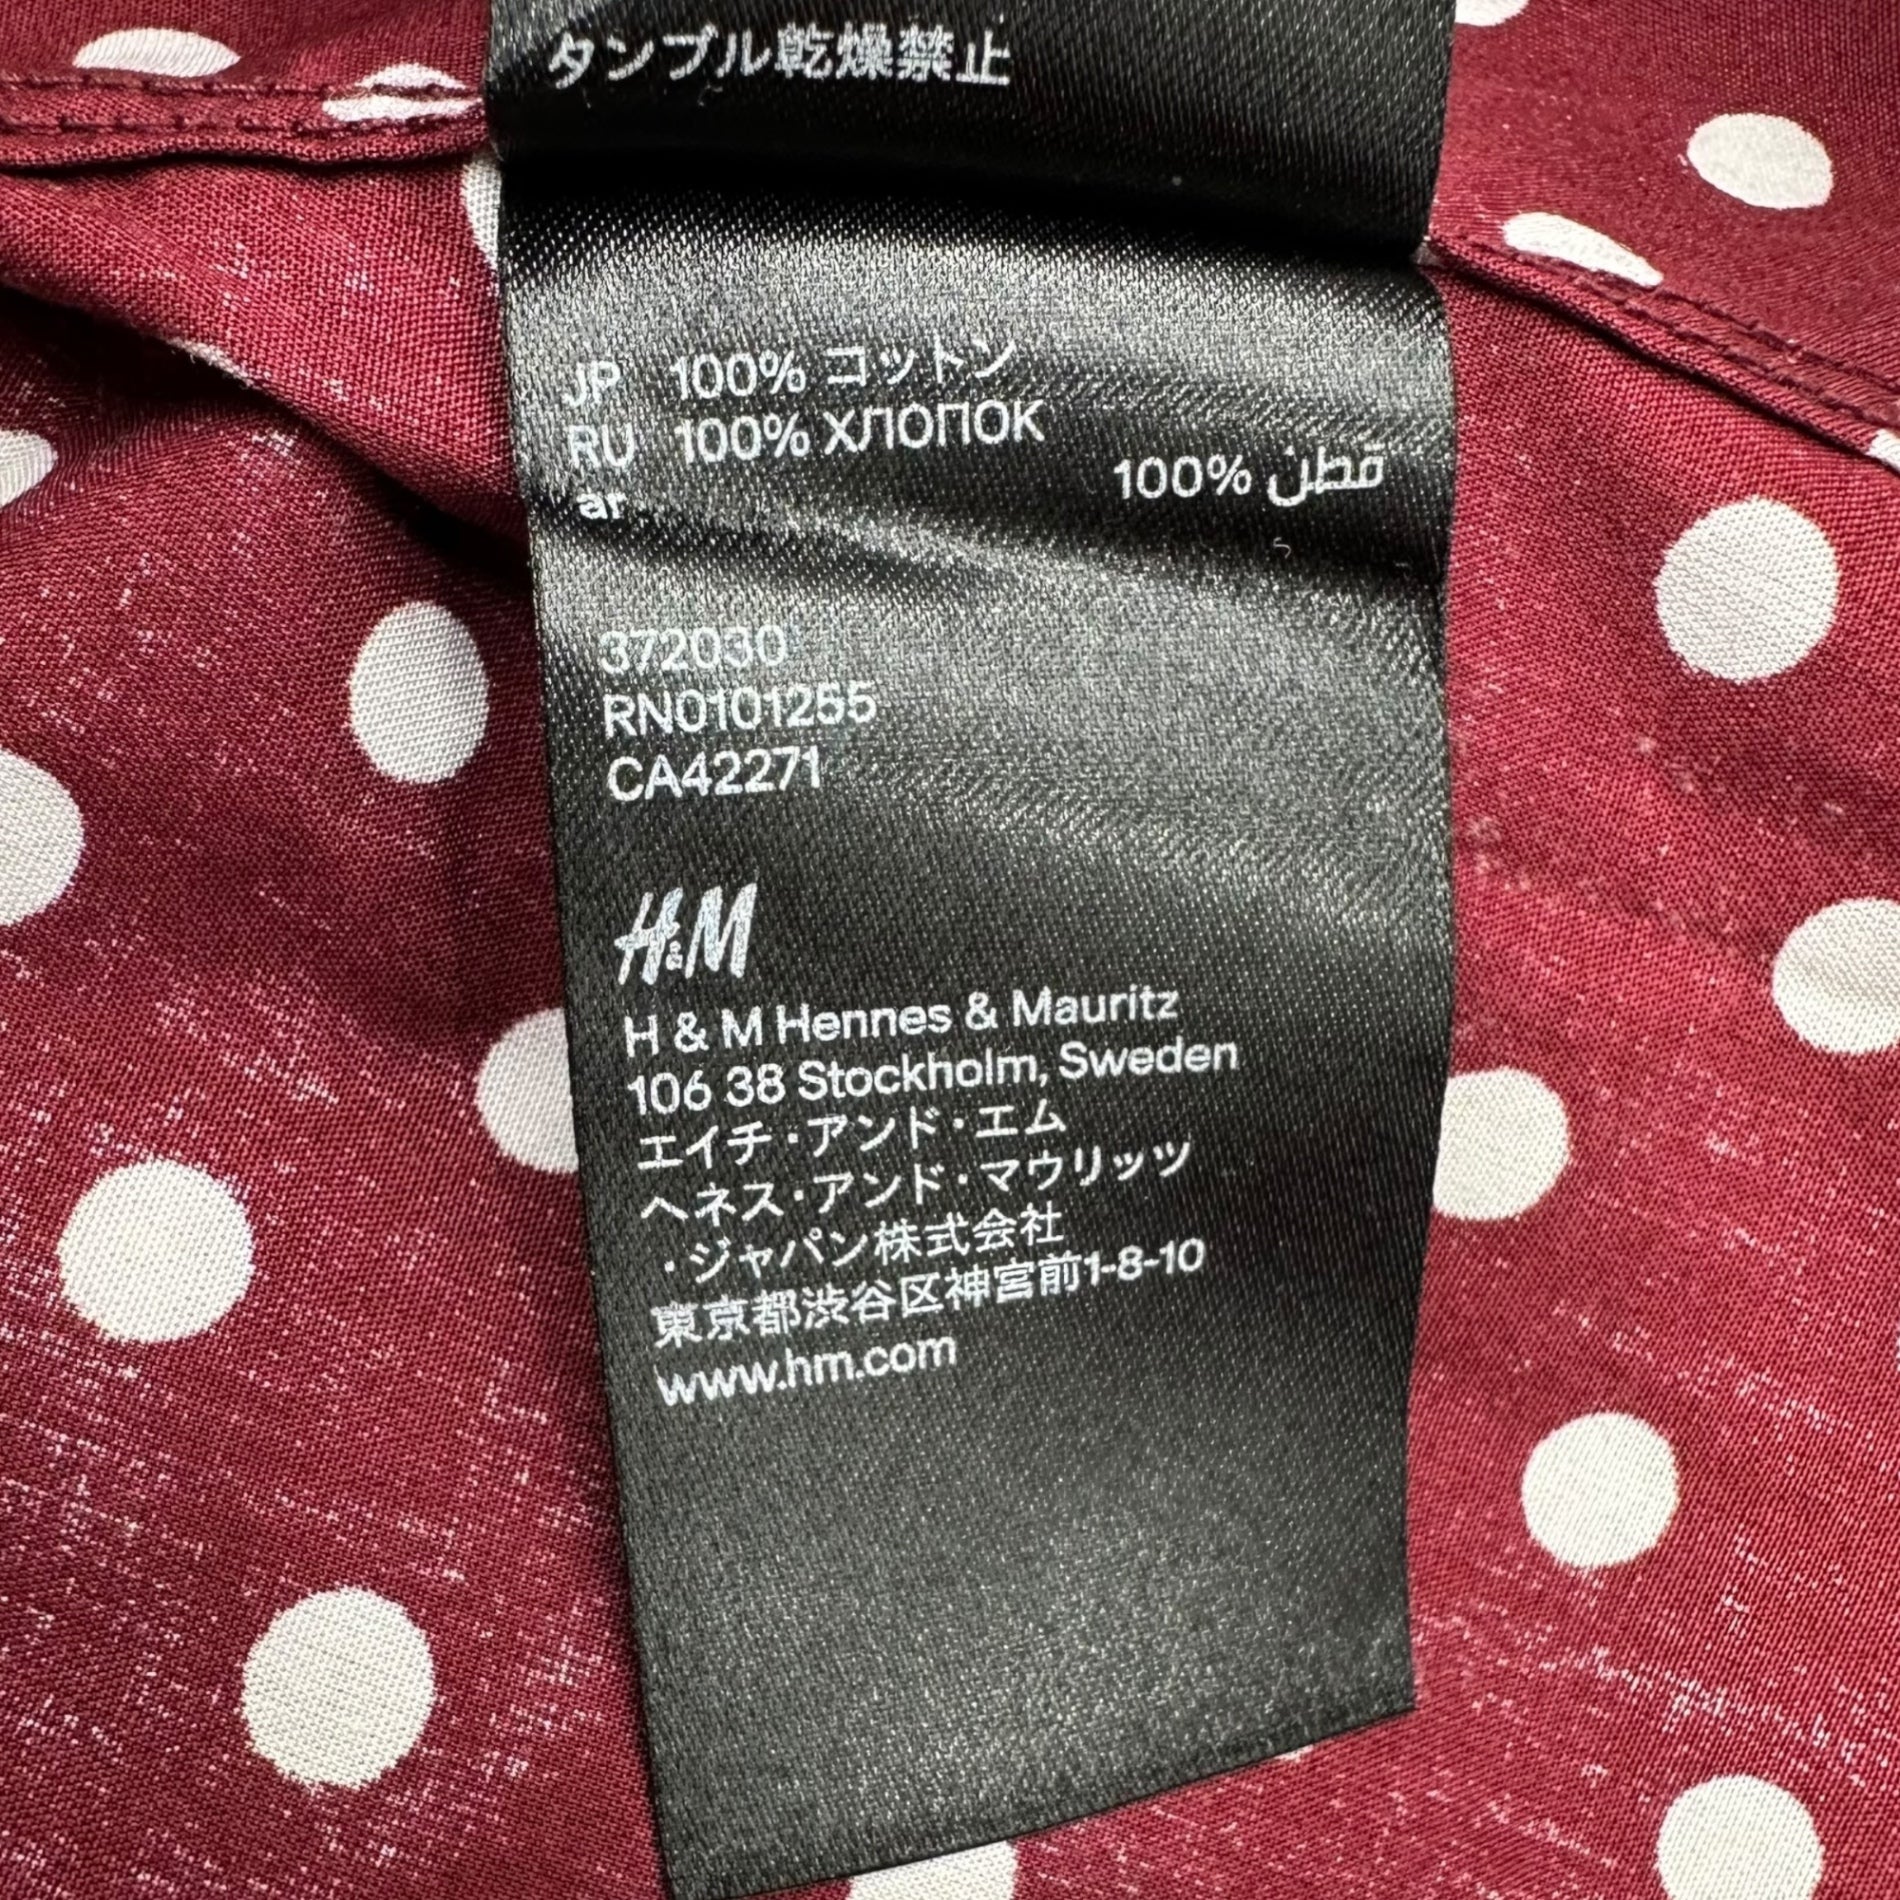 タンブル乾燥禁止
JP 100% コットン
RU 100% ХЛОПОК
ar 100% قطن
372030
RN0101255
CA42271
H&M
H & M Hennes & Mauritz
106 38 Stockholm, Sweden
エイチ・アンド・エム
ヘネス・アンド・マウリッツ
・ジャパン株式会社
東京都渋谷区神宮前1-8-10
www.hm.com